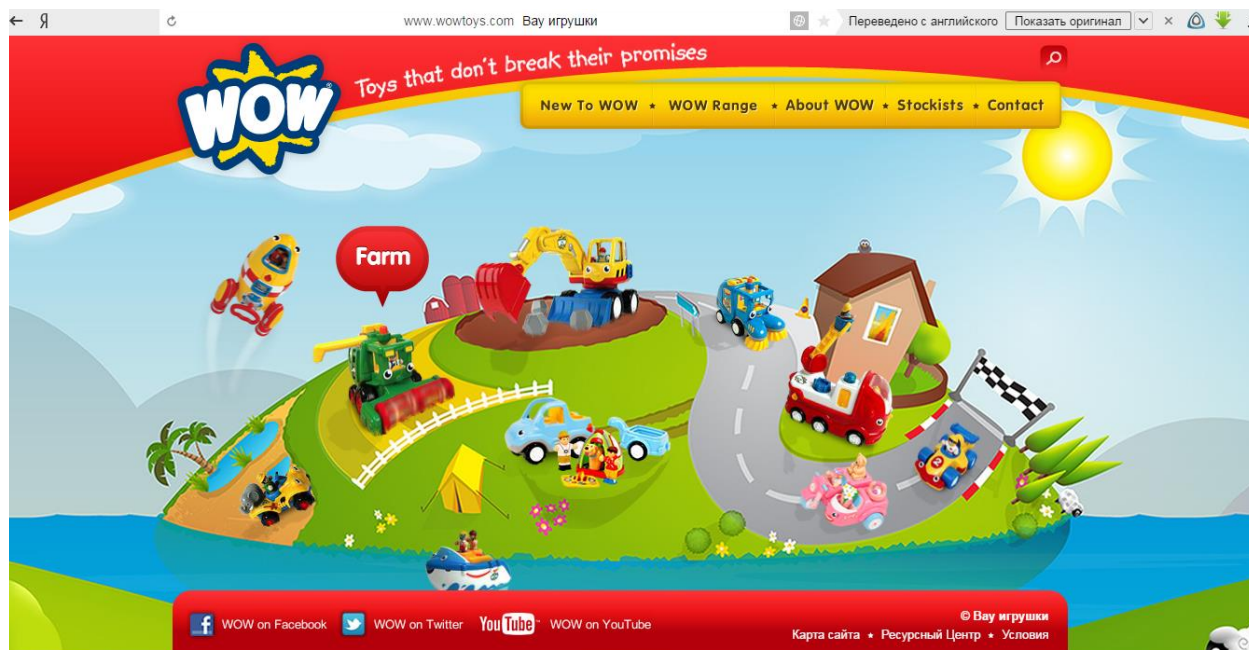 Я
www.wowtoys.com Вау игрушки
Переведено с английского
Показать оригинал
WOW
Toys that don't break their promises
New To WOW ★ WOW Range ★ About WOW ★ Stockists ★ Contact
Farm
WOW on Facebook
WOW on Twitter
YouTube
WOW on YouTube
© Вау игрушки
Карта сайта ★ Ресурсный Центр ★ Условия